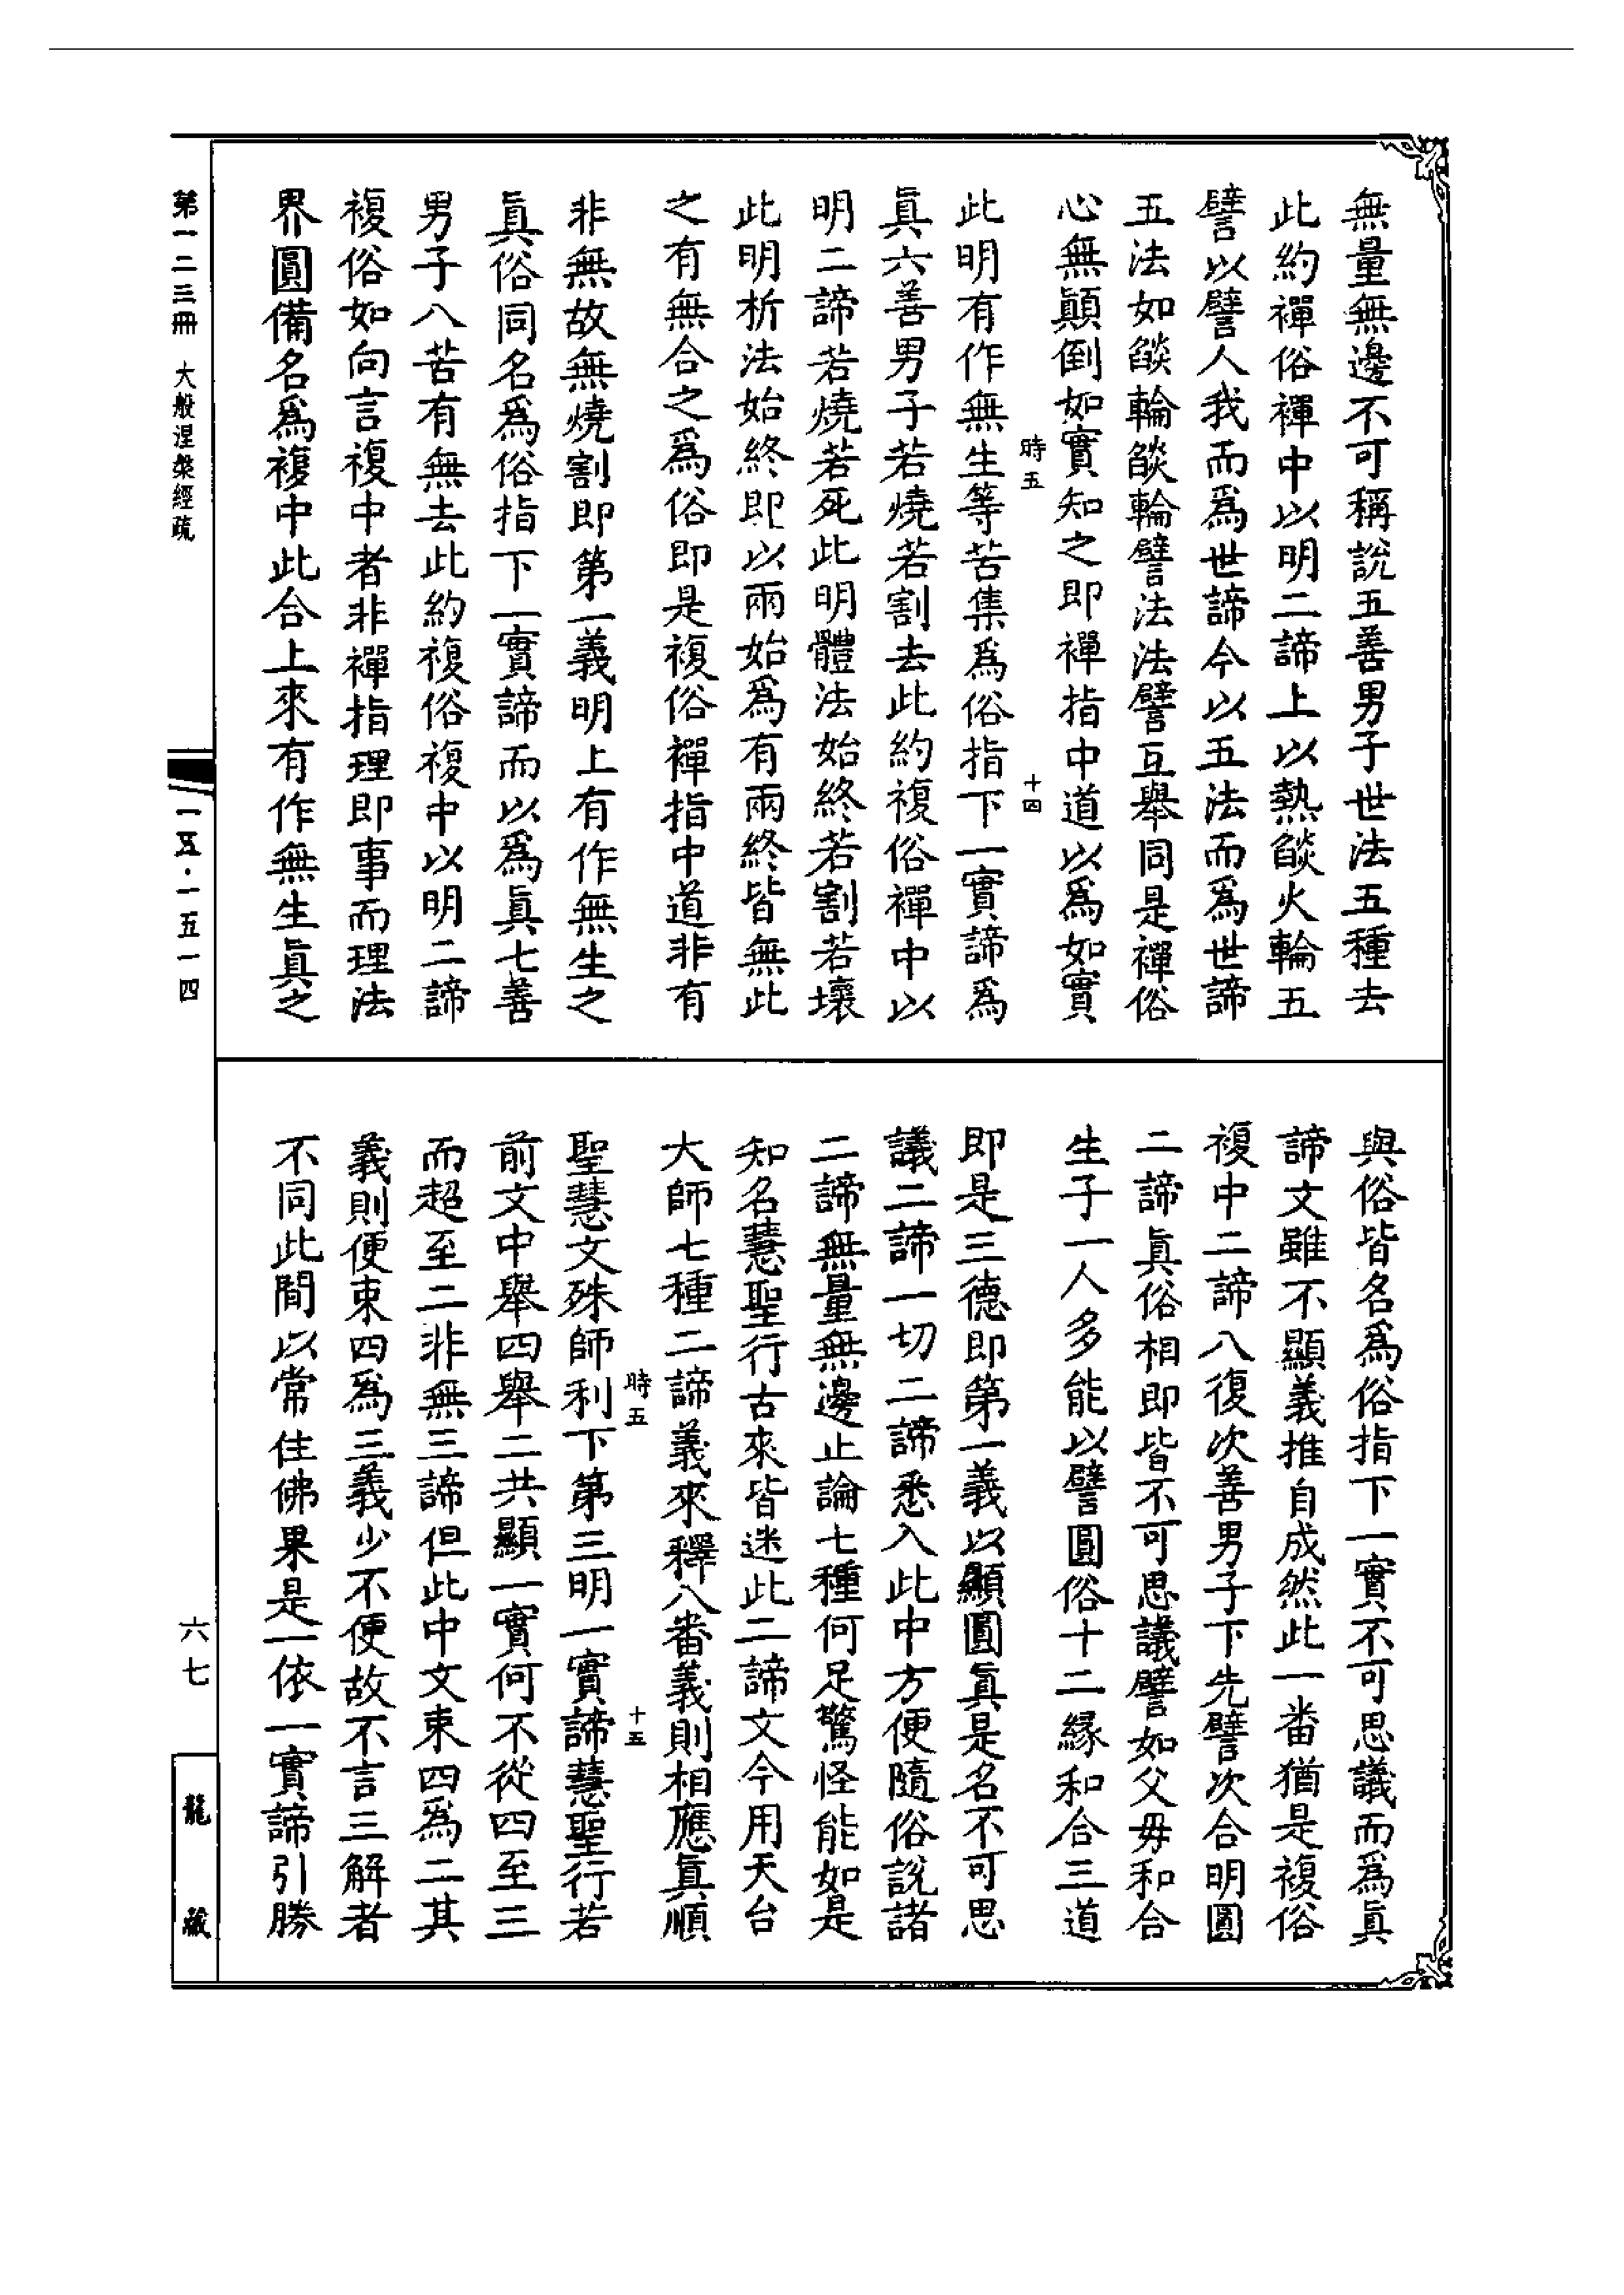 無量無邊不可稱說五善男子世法五種去
此約禪俗禪中以明二諦上以熱𦦨火輪五
譬以譬人我而爲世諦今以五法而爲世諦
五法如𦦨輪𦦨輪譬法法譬互舉同是禪俗
心無顚倒如實知之即禪指中道以爲如實
時五
十四
此明有作無生等苦集爲俗指下一實諦爲
眞六善男子若燒若割去此約複俗禪中以
明二諦若燒若死此明體法始終若割若壞
此明析法始終即以兩始爲有兩終皆無此
之有無合之爲俗即是複俗禪指中道非有
非無故無燒割即第一義明上有作無生之
眞俗同名爲俗指下一實諦而以爲眞七善
男子八苦有無去此約複俗複中以明二諦
複俗如向言複中者非禪指理即事而理法
界圓備名爲複中此合上來有作無生眞之
與俗皆名爲俗指下一實不可思議而爲眞
諦文雖不顯義推自成然此一番猶是複俗
複中二諦八復次善男子下先譬次合明圓
二諦眞俗相即皆不可思議譬如父毋和合
生子一人多能以譬圓俗十二緣和合三道
即是三德即第一義以顯圓眞是名不可思
議二諦一切二諦悉入此中方便隨俗說諸
二諦無量無邊止論七種何足驚怪能如是
知名慧聖行古來皆迷此二諦文今用天台
大師七種二諦義來釋八番義則相應眞順
時五
十五
聖慧文殊師利下第三明一實諦慧聖行若
前文中舉四舉二共顯一實何不從四至三
而超至二非無三諦但此中文束四爲二其
義則便束四爲三義少不便故不言三解者
不同此間以常住佛果是一依一實諦引勝
第一二三冊 大般涅槃經疏
一五·一五一四
六七
龍藏